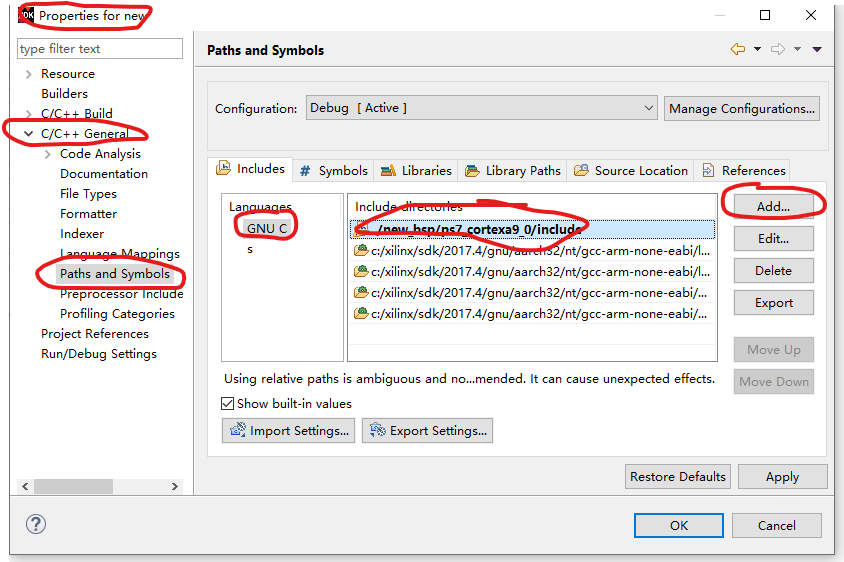 Properties for new
type filter text
Resource
Builders
C/C++ Build
C/C++ General
Code Analysis
Documentation
File Types
Formatter
Indexer
Language Mappings
Paths and Symbols
Preprocessor Include
Profiling Categories
Project References
Run/Debug Settings
Paths and Symbols
Configuration: Debug [ Active ] Manage Configurations...
Includes # Symbols Libraries Library Paths Source Location References
Languages
GNU C
s
Include directories
/new_bsp/ps7_cortexa9_0/include
c:/xilinx/sdk/2017.4/gnu/aarch32/nt/gcc-arm-none-eabi/l...
c:/xilinx/sdk/2017.4/gnu/aarch32/nt/gcc-arm-none-eabi/...
c:/xilinx/sdk/2017.4/gnu/aarch32/nt/gcc-arm-none-eabi/l...
c:/xilinx/sdk/2017.4/gnu/aarch32/nt/gcc-arm-none-eabi/...
Add...
Edit...
Delete
Export
Move Up
Move Down
Using relative paths is ambiguous and no...mended. It can cause unexpected effects.
Show built-in values
Import Settings... Export Settings...
Restore Defaults Apply
OK Cancel